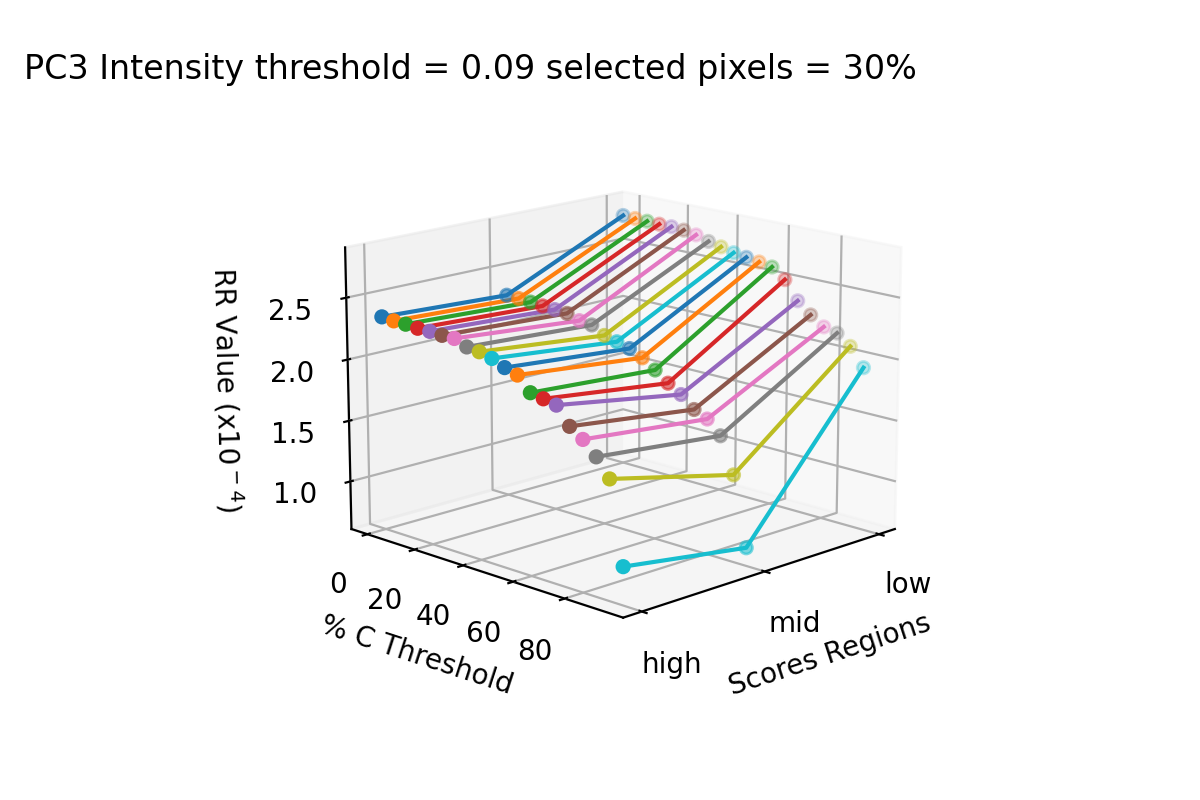 PC3 Intensity threshold = 0.09 selected pixels = 30%
RR Value (x10⁻⁴)
2.5
2.0
1.5
1.0
0
20
40
60
80
% C Threshold
high
mid
low
Scores Regions